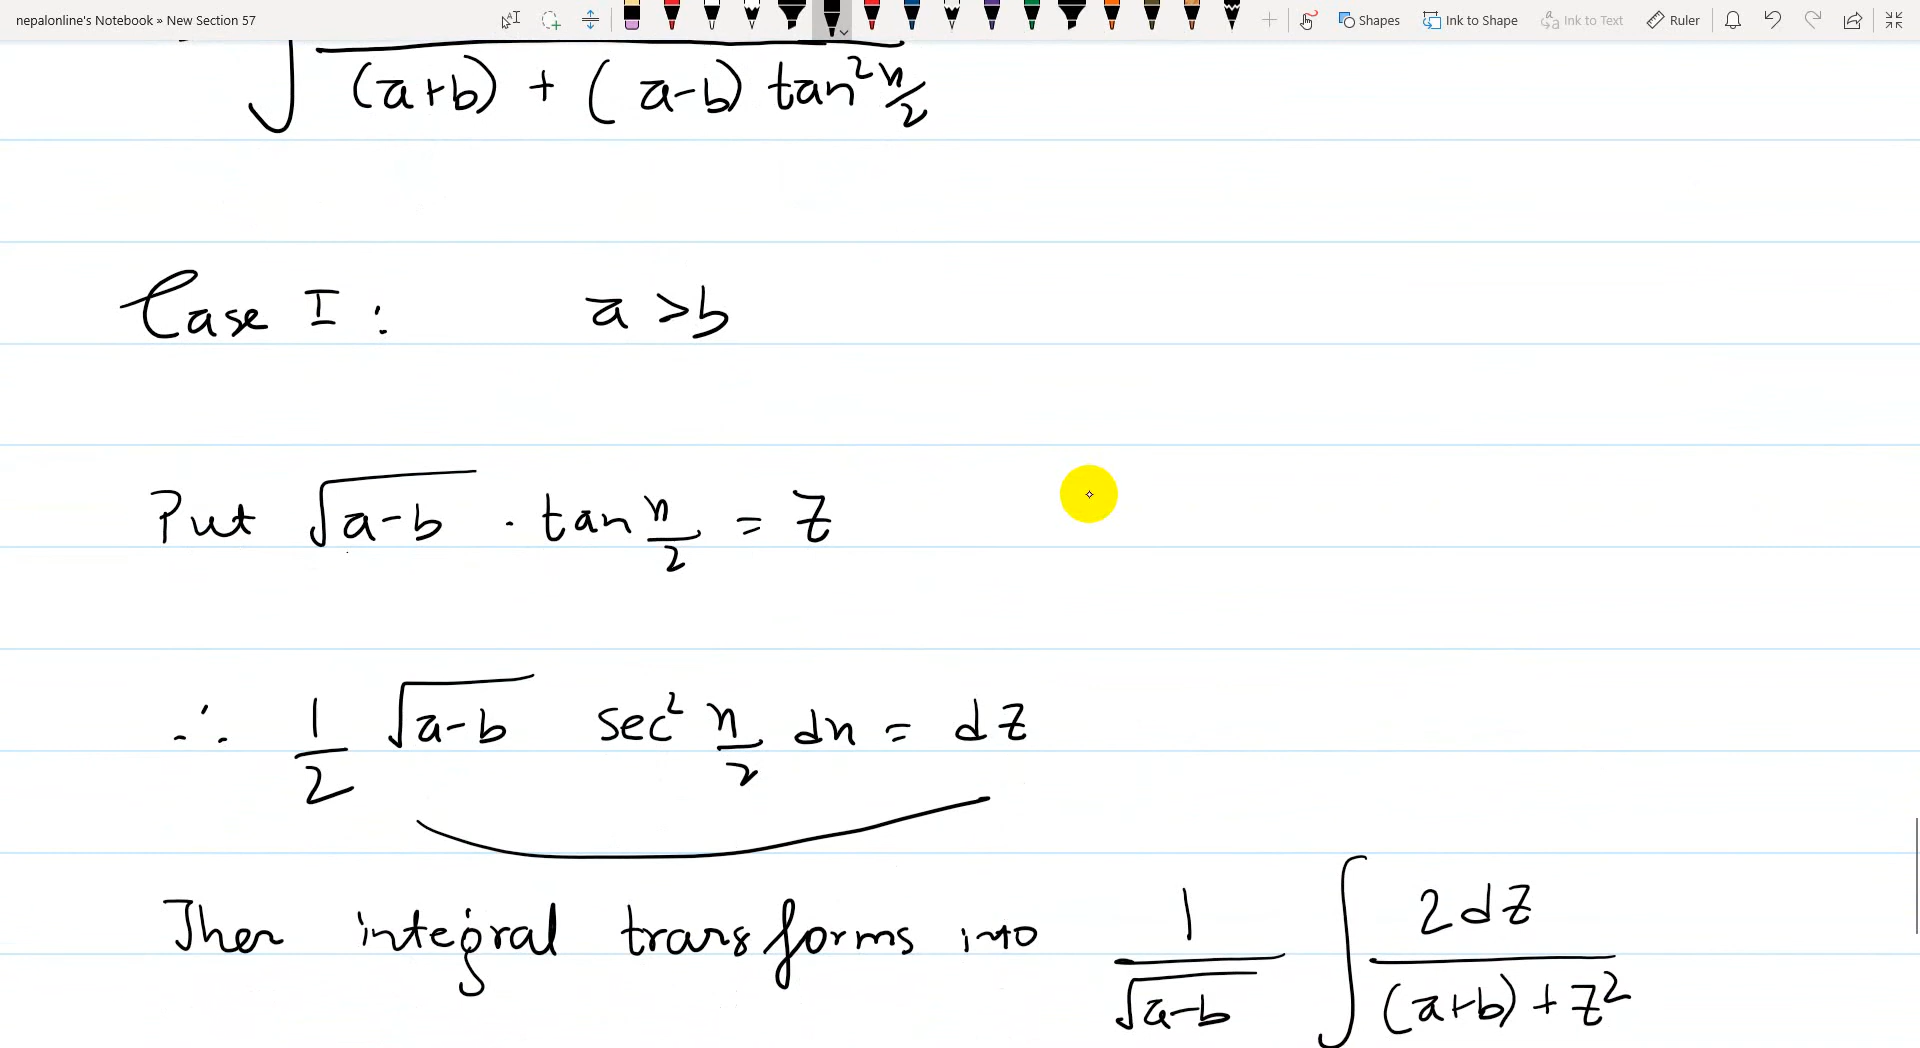 nepalonline's Notebook » New Section 57
Shapes Ink to Shape Ink to Text Ruler
∫ (a+b) + (a-b) tan² x/2
Case I : a > b
Put √(a-b) · tan x/2 = z
∴ 1/2 √(a-b) sec² x/2 dx = dz
Then integral transforms into 1/√(a-b) ∫ 2dz/((a+b) + z²)